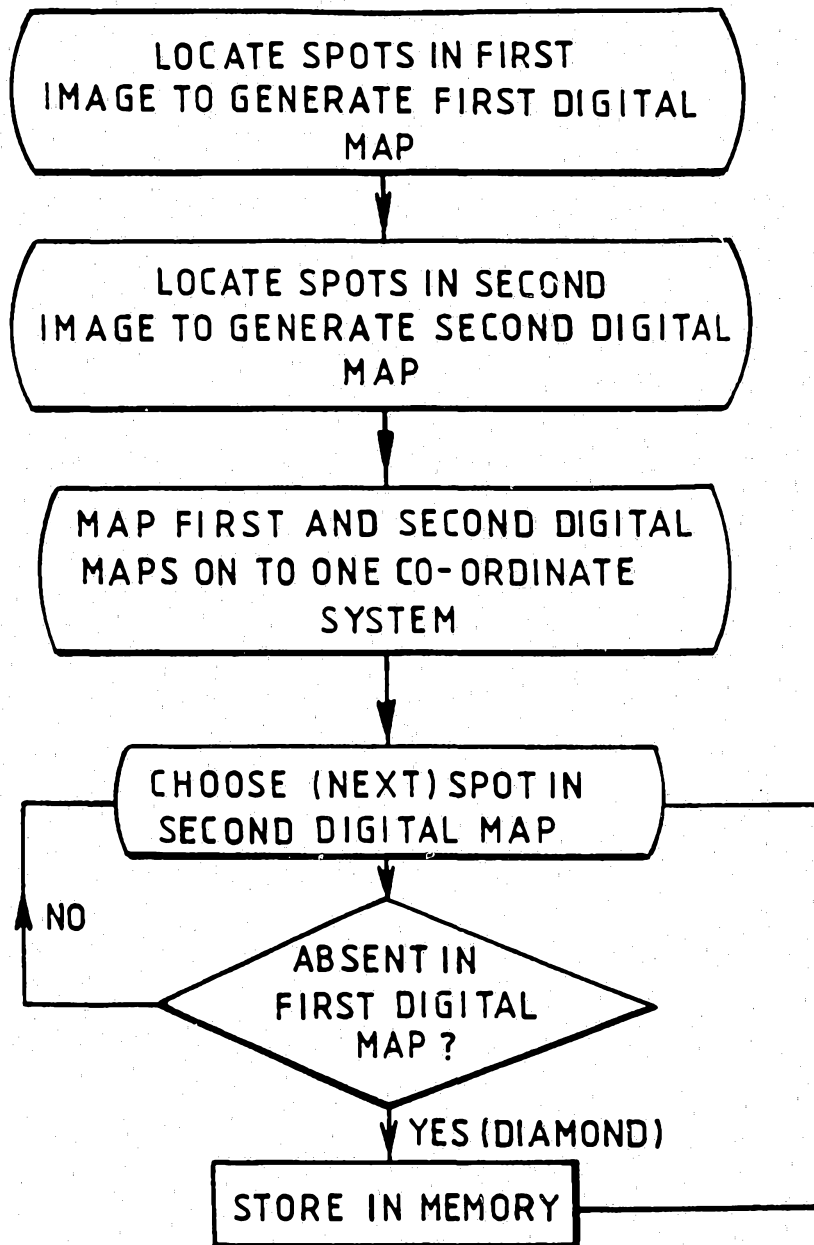 LOCATE SPOTS IN FIRST
IMAGE TO GENERATE FIRST DIGITAL
MAP
LOCATE SPOTS IN SECOND
IMAGE TO GENERATE SECOND DIGITAL
MAP
MAP FIRST AND SECOND DIGITAL
MAPS ON TO ONE CO-ORDINATE
SYSTEM
CHOOSE (NEXT) SPOT IN
SECOND DIGITAL MAP
NO
ABSENT IN
FIRST DIGITAL
MAP ?
YES (DIAMOND)
STORE IN MEMORY